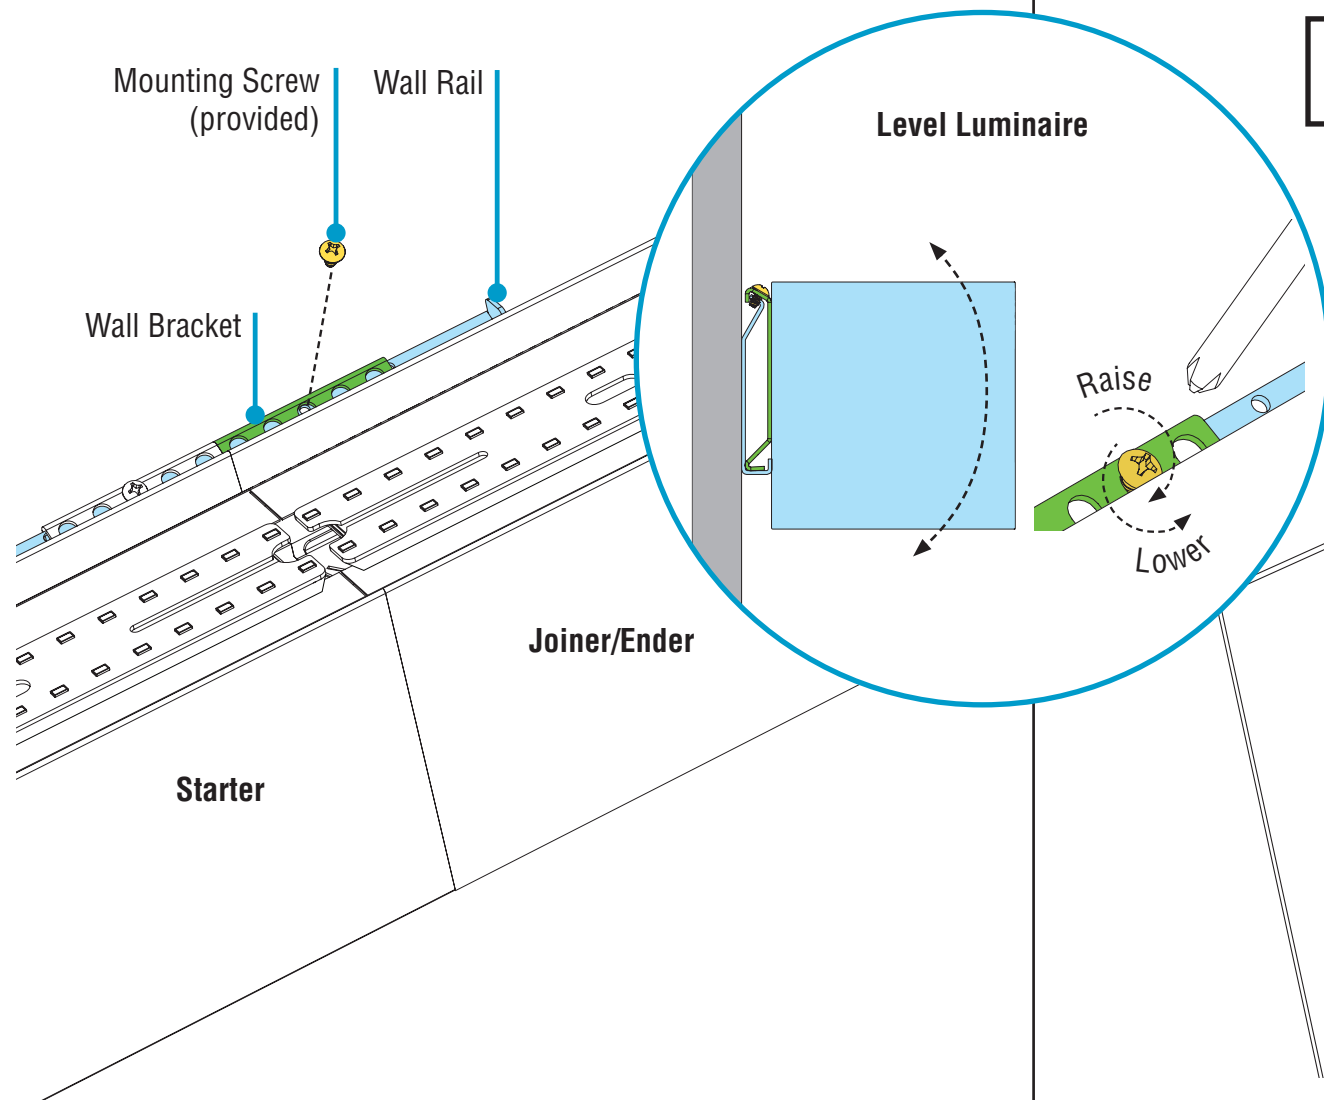 Mounting Screw
(provided)
Wall Rail
Level Luminaire
Wall Bracket
Raise
Lower
Joiner/Ender
Starter